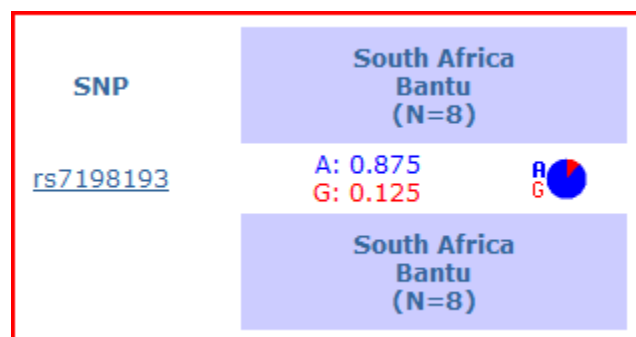 SNP
South Africa
Bantu
(N=8)
rs7198193
A: 0.875
G: 0.125
A
G
South Africa
Bantu
(N=8)